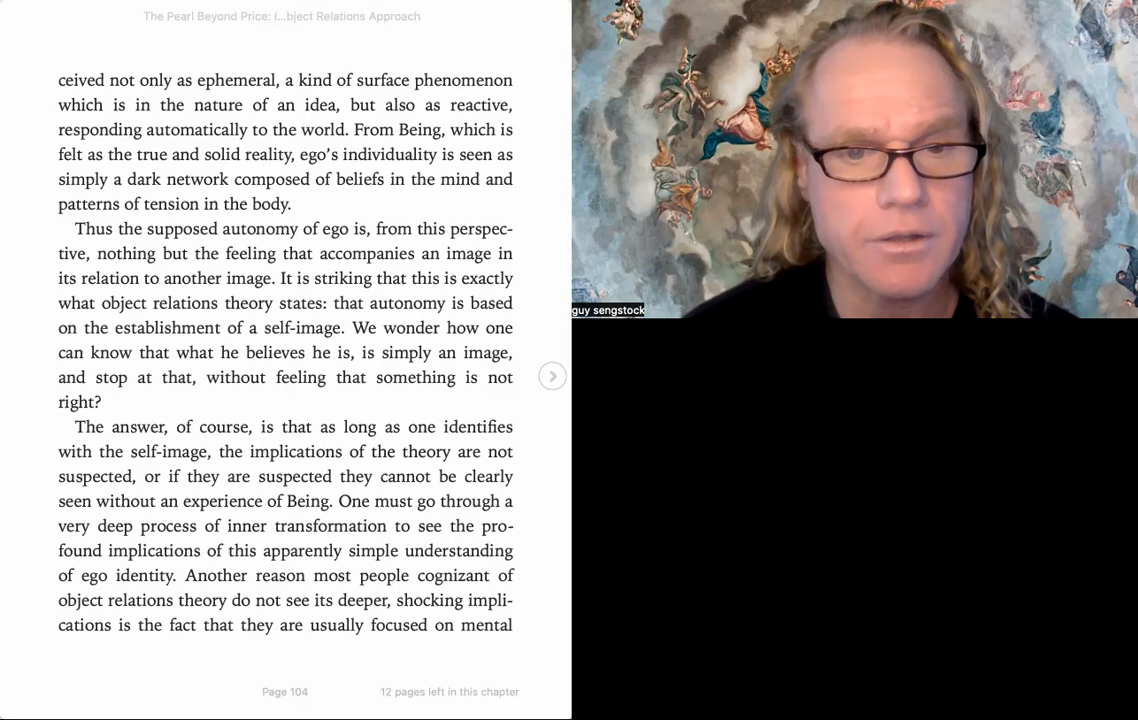 The Pearl Beyond Price: I...bject Relations Approach
ceived not only as ephemeral, a kind of surface phenomenon
which is in the nature of an idea, but also as reactive,
responding automatically to the world. From Being, which is
felt as the true and solid reality, ego's individuality is seen as
simply a dark network composed of beliefs in the mind and
patterns of tension in the body.
Thus the supposed autonomy of ego is, from this perspec-
tive, nothing but the feeling that accompanies an image in
its relation to another image. It is striking that this is exactly
what object relations theory states: that autonomy is based
on the establishment of a self-image. We wonder how one
can know that what he believes he is, is simply an image,
and stop at that, without feeling that something is not
right?
The answer, of course, is that as long as one identifies
with the self-image, the implications of the theory are not
suspected, or if they are suspected they cannot be clearly
seen without an experience of Being. One must go through a
very deep process of inner transformation to see the pro-
found implications of this apparently simple understanding
of ego identity. Another reason most people cognizant of
object relations theory do not see its deeper, shocking impli-
cations is the fact that they are usually focused on mental
Page 104
12 pages left in this chapter
guy sengstock